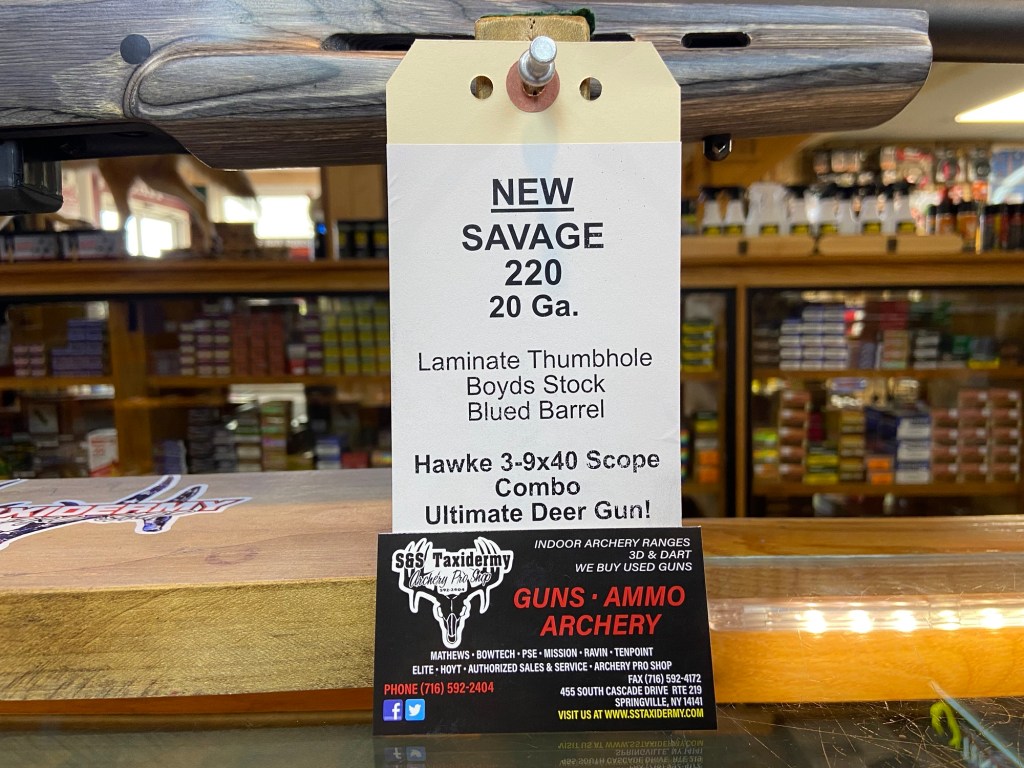 NEW
SAVAGE
220
20 Ga.
Laminate Thumbhole
Boyds Stock
Blued Barrel
Hawke 3-9x40 Scope
Combo
Ultimate Deer Gun!
XIDERMY
S&S Taxidermy
Archery Pro Shop
592-2404
INDOOR ARCHERY RANGES
3D & DART
WE BUY USED GUNS
GUNS · AMMO
ARCHERY
MATHEWS · BOWTECH · PSE · MISSION · RAVIN · TENPOINT
ELITE · HOYT · AUTHORIZED SALES & SERVICE · ARCHERY PRO SHOP
FAX (716) 592-4172
PHONE (716) 592-2404
455 SOUTH CASCADE DRIVE RTE 219
SPRINGVILLE, NY 14141
VISIT US AT WWW.SSTAXIDERMY.COM